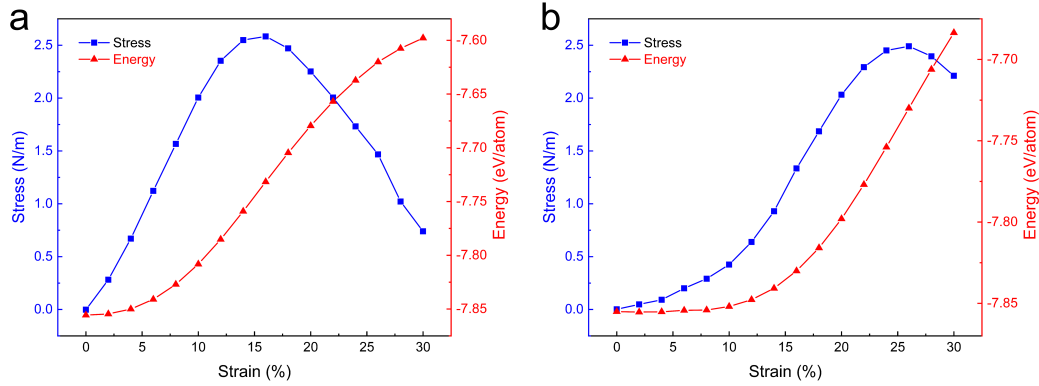 a
Stress
Energy
2.5
2.0
1.5
1.0
0.5
0.0
Stress (N/m)
-7.60
-7.65
-7.70
-7.75
-7.80
-7.85
Energy (eV/atom)
0 5 10 15 20 25 30
Strain (%)
b
Stress
Energy
2.5
2.0
1.5
1.0
0.5
0.0
Stress (N/m)
-7.70
-7.75
-7.80
-7.85
Energy (eV/atom)
0 5 10 15 20 25 30
Strain (%)